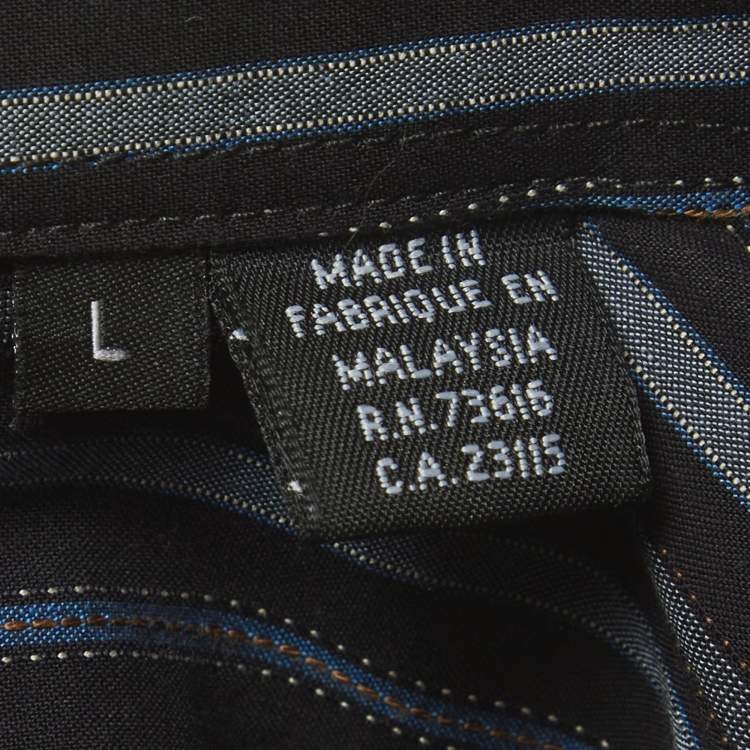 L
MADE IN
FABRIQUE EN
MALAYSIA
R.N. 73616
C.A. 23115